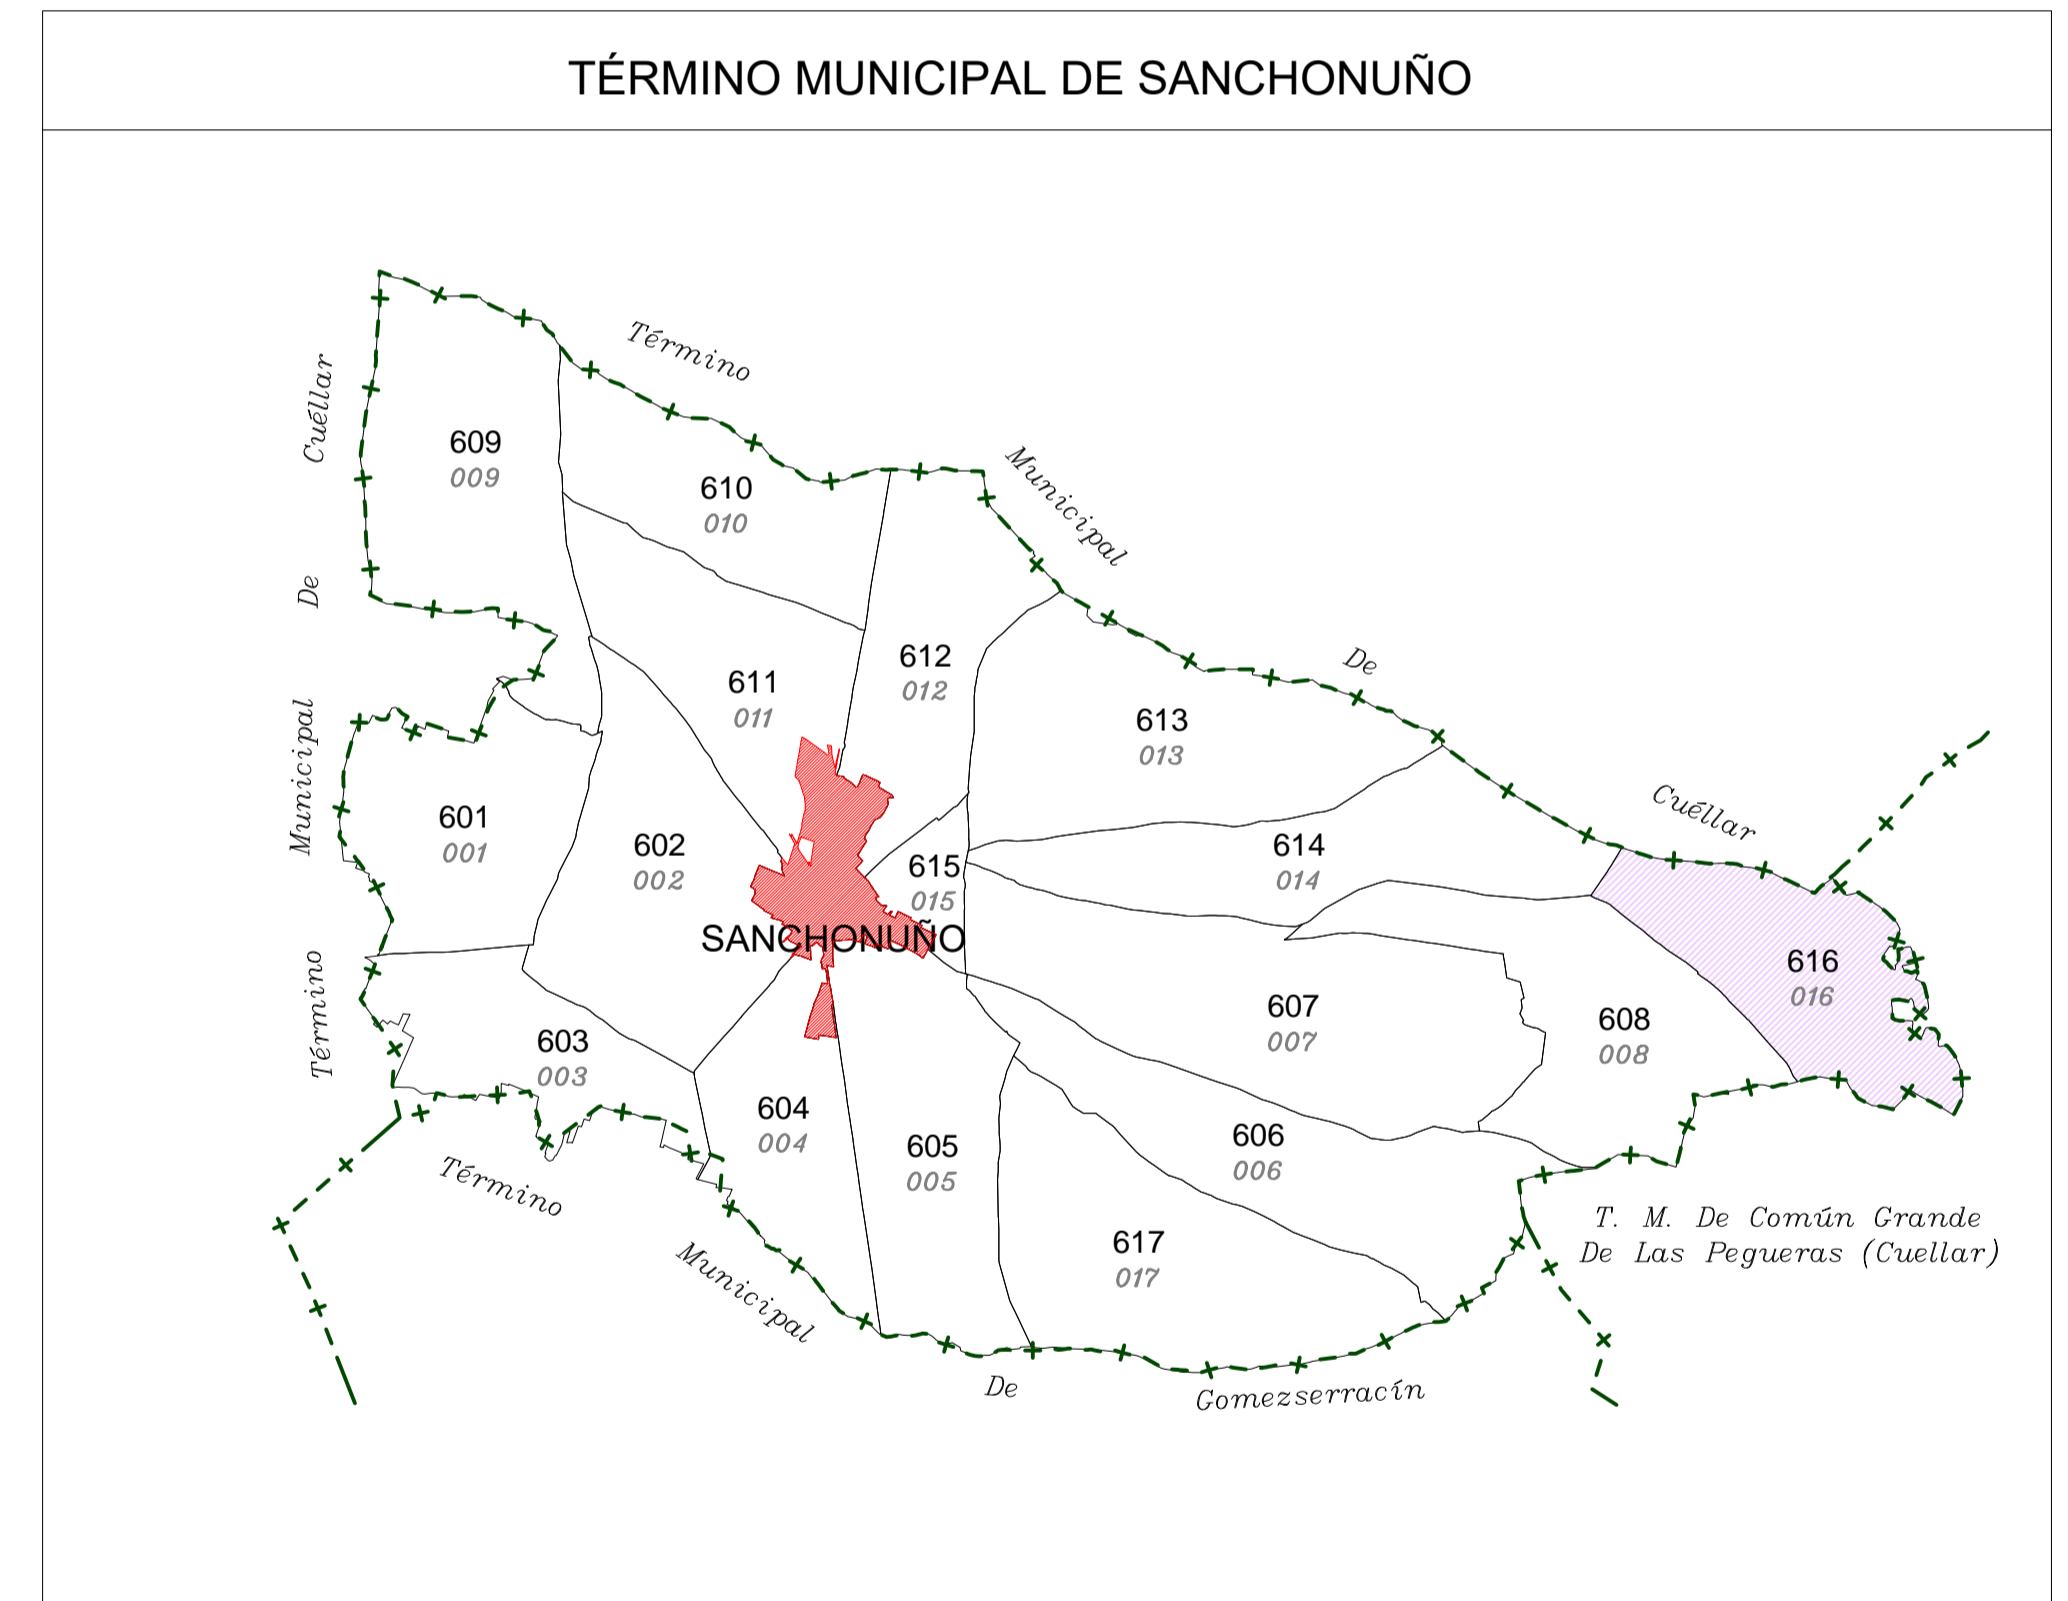 TÉRMINO MUNICIPAL DE SANCHONUÑO
Término
Municipal
De
Cuéllar
Término
Municipal
De
Cuéllar
609
009
610
010
611
011
612
012
613
013
601
001
602
002
614
014
615
015
SANCHONUÑO
616
016
603
003
607
007
608
008
604
004
605
005
606
006
617
017
Término
Municipal
De
Gomezserracín
T. M. De Común Grande
De Las Pegueras (Cuellar)